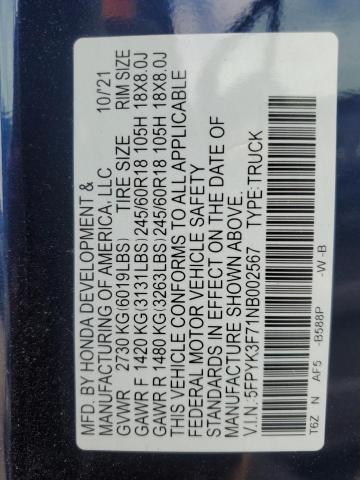 MFD. BY HONDA DEVELOPMENT & 10/21
MANUFACTURING OF AMERICA, LLC
GVWR 2730 KG(6019LBS) TIRE SIZE RIM SIZE
GAWR F 1420 KG(3131LBS) 245/60R18 105H 18X8.0J
GAWR R 1480 KG(3263LBS) 245/60R18 105H 18X8.0J
THIS VEHICLE CONFORMS TO ALL APPLICABLE
FEDERAL MOTOR VEHICLE SAFETY
STANDARDS IN EFFECT ON THE DATE OF
MANUFACTURE SHOWN ABOVE.
V.I.N.:5FPYK3F71NB002567 TYPE:TRUCK
T6Z N AF5 -B588P -W-B